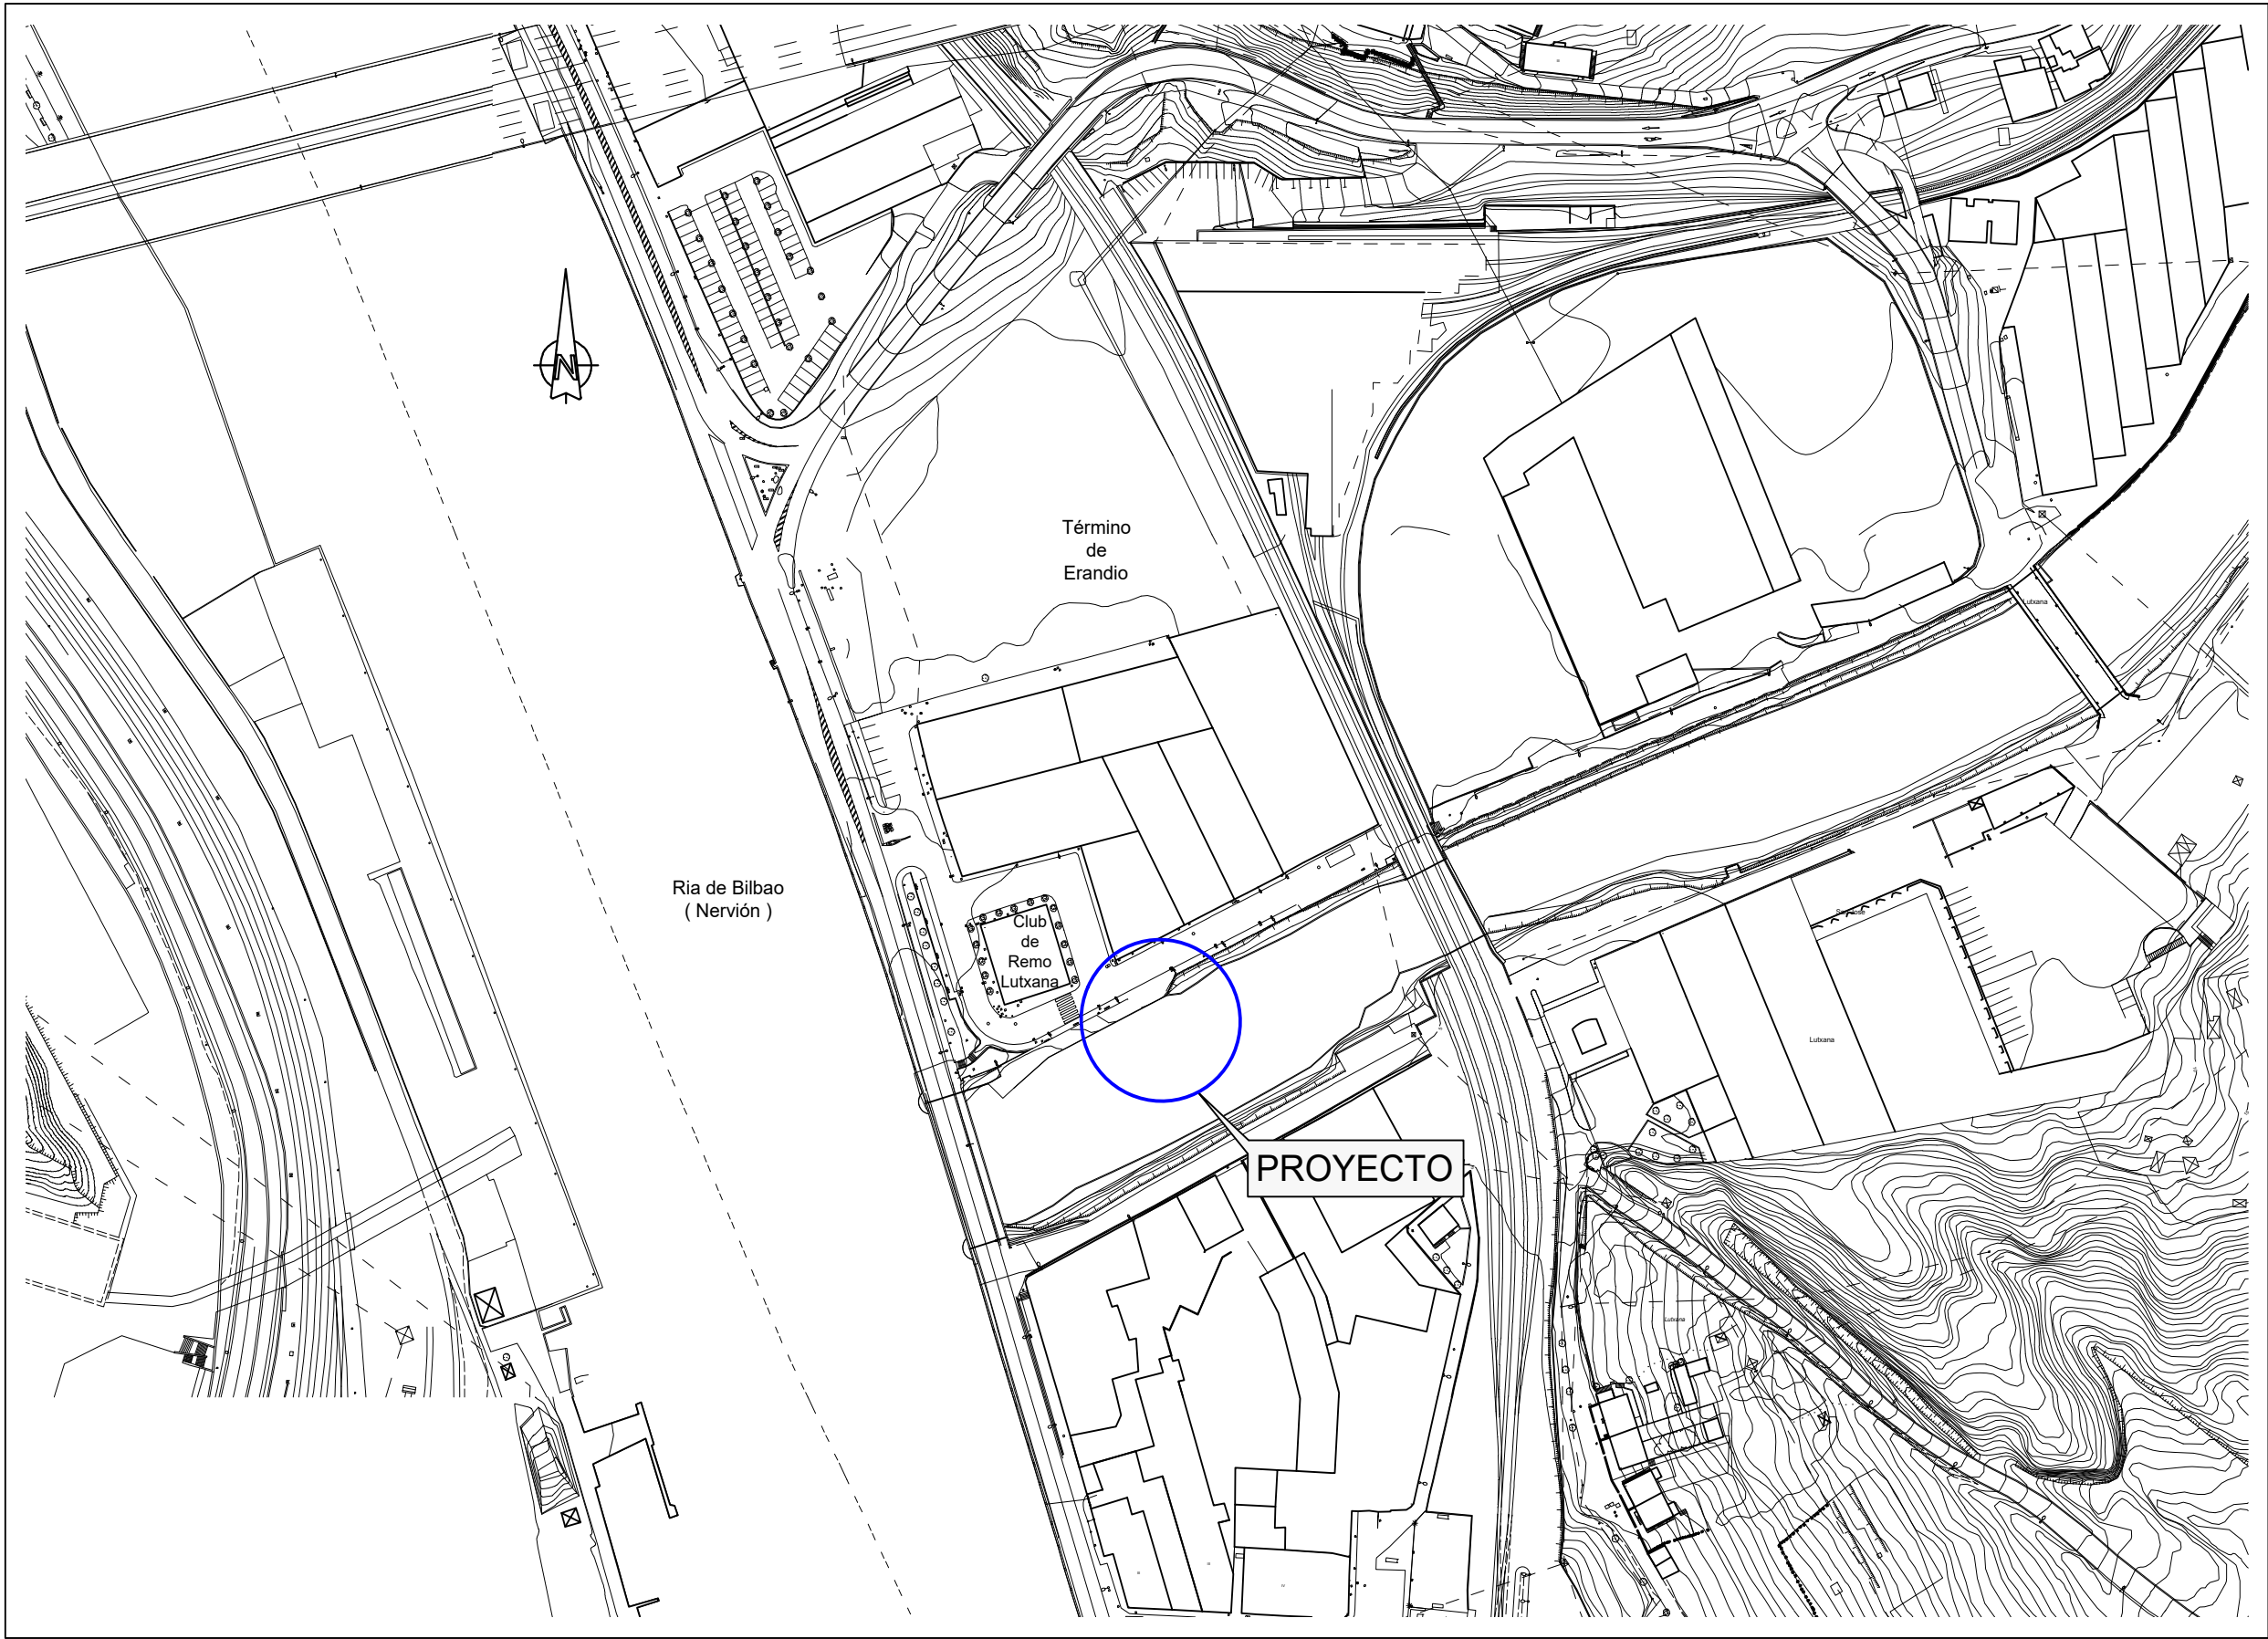 N
Término
de
Erandio
Lutxana
Ria de Bilbao
( Nervión )
Club
de
Remo
Lutxana
Lutxana
PROYECTO
Lutxana